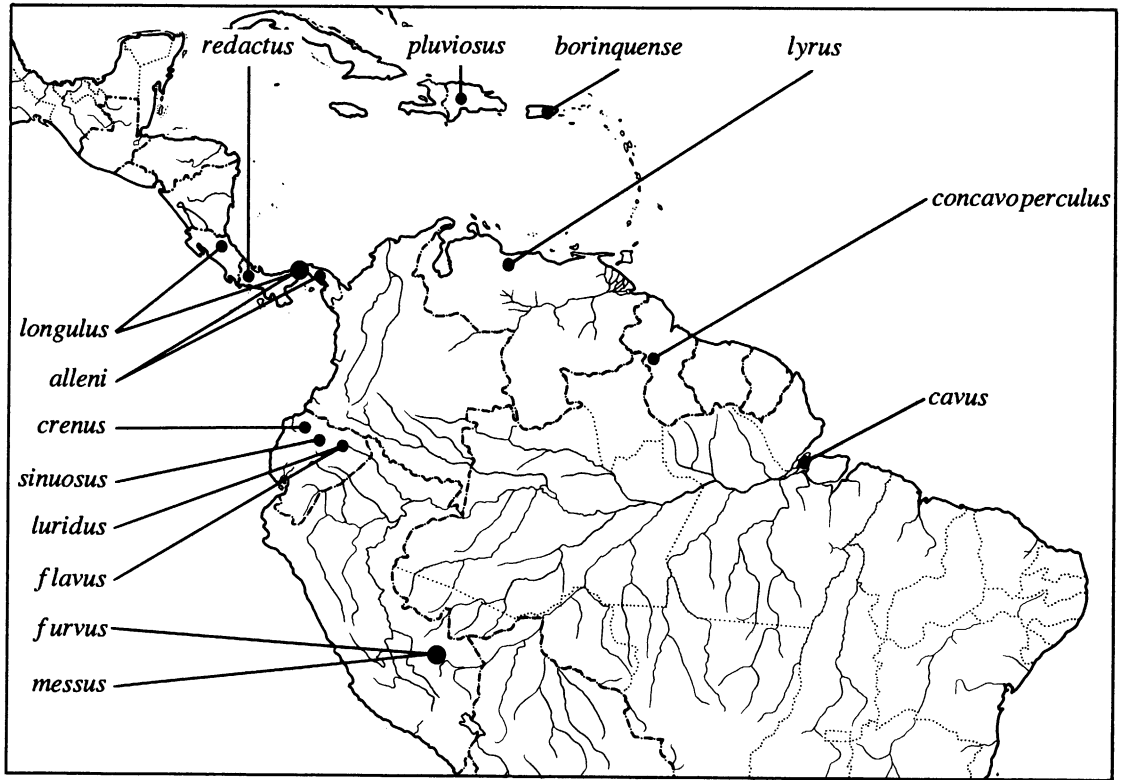 redactus
pluviosus
borinquense
lyrus
concavoperculus
longulus
alleni
crenus
cavus
sinuosus
luridus
flavus
furvus
messus